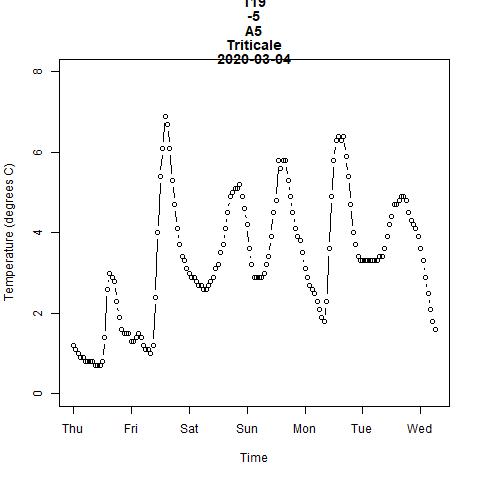 T19
-5
A5
Triticale
2020-03-04
Temperature (degrees C)
8
6
4
2
0
Thu Fri Sat Sun Mon Tue Wed
Time